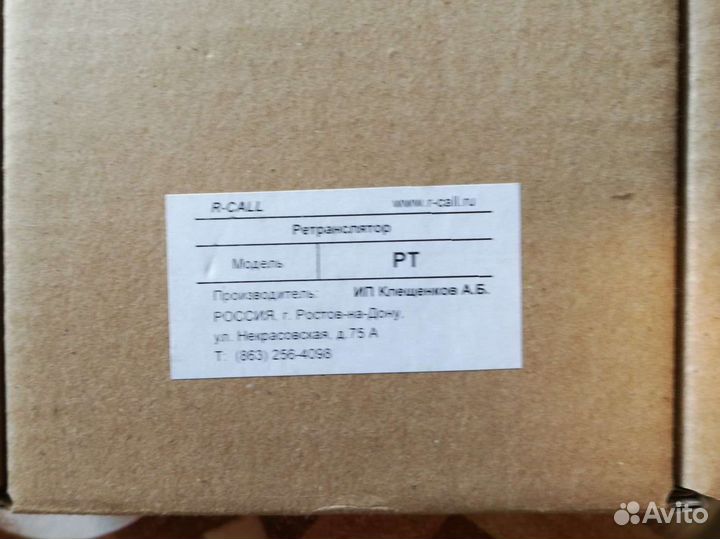 R-CALL www.r-call.ru
Ретранслятор
Модель РТ
Производитель: ИП Клещенков А.Б.
РОССИЯ, г. Ростов-на-Дону,
ул. Некрасовская, д.75 А
Т: (863) 256-4098
Avito